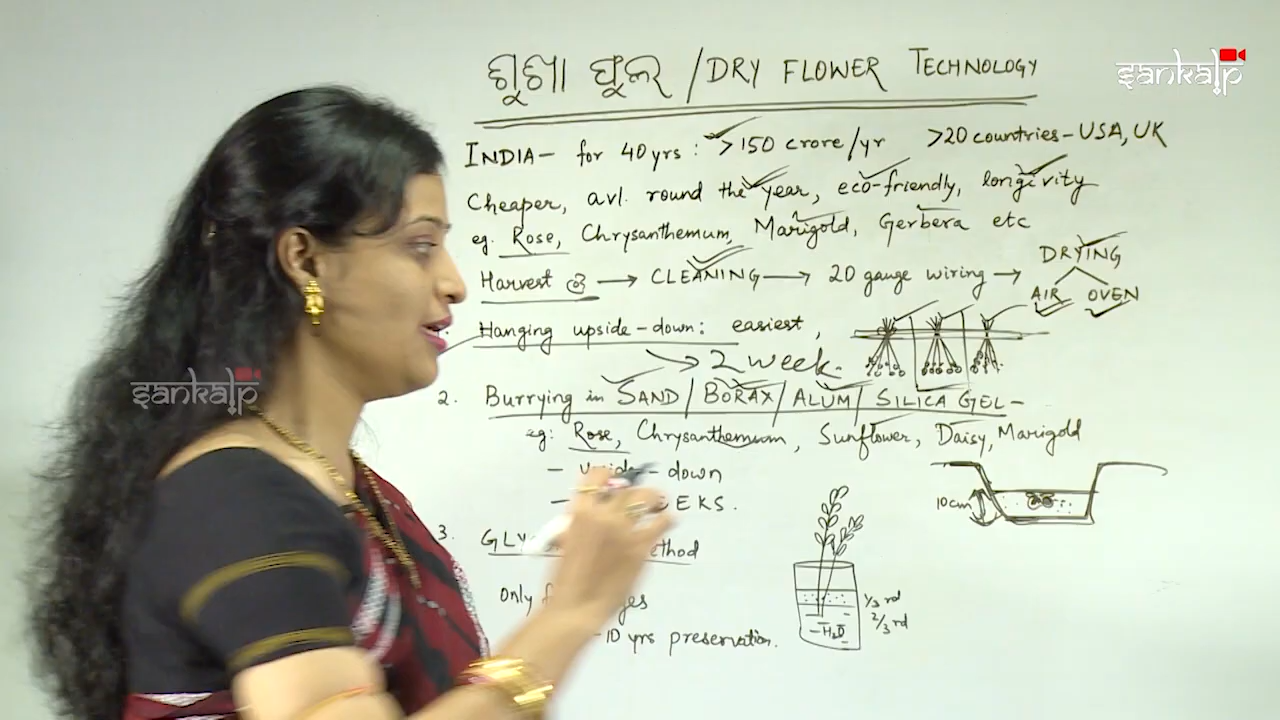 ଶୁଖା ଫୁଲର /DRY FLOWER TECHNOLOGY
sankalp
INDIA— for 40 yrs : >150 crore/yr >20 countries-USA, UK
Cheaper, avl. round the year, eco-friendly, longivity
eg. Rose, Chrysanthemum, Marigold, Gerbera etc
Harvest → CLEANING → 20 gauge wiring → DRYING
AIR OVEN
1. Hanging upside-down: easiest,
→ 2 week.
sankalp
2. Burrying in SAND/BORAX/ALUM/SILICA GEL-
eg: Rose, Chrysanthemum, Sunflower, Daisy, Marigold
- down
10cm
3.
Only
1/3 rd
2/3 rd
H2O
-10 yrs preservation.